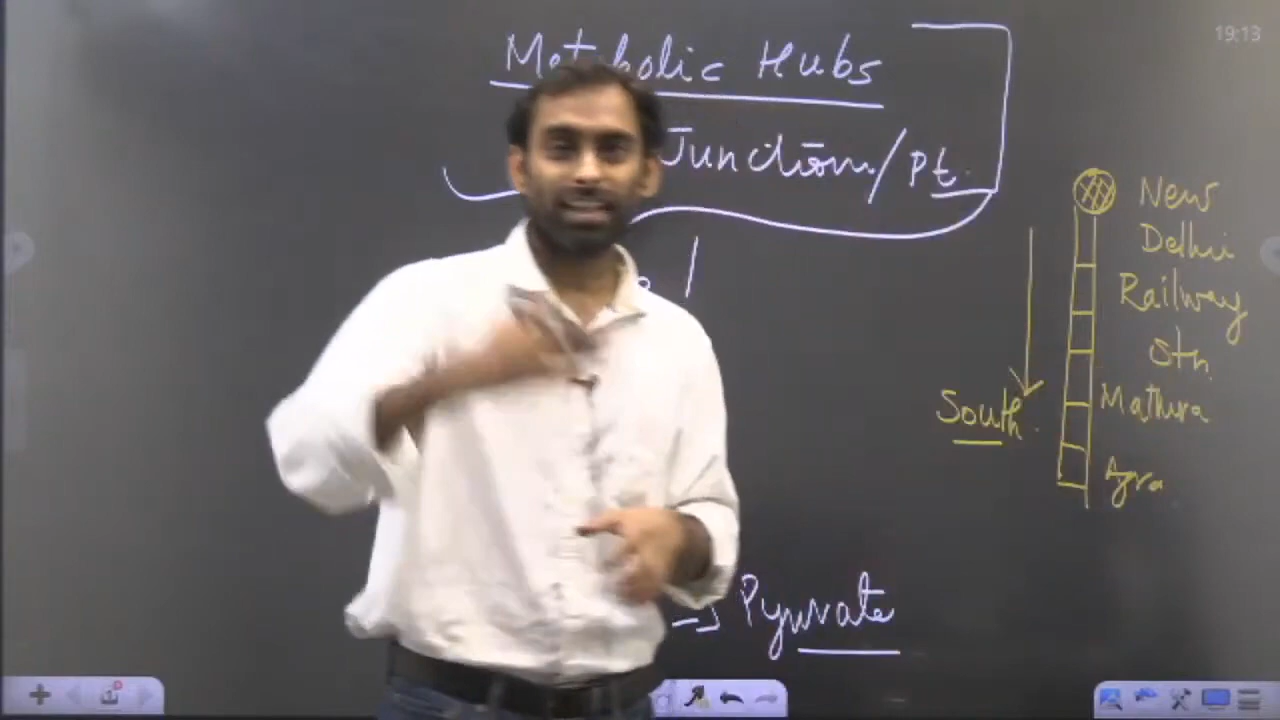 19:13
Metabolic Hubs
Junction/Pt.
New
Delhi
Railway
Stn.
South.
Mathura
Agra
→ Pyruvate